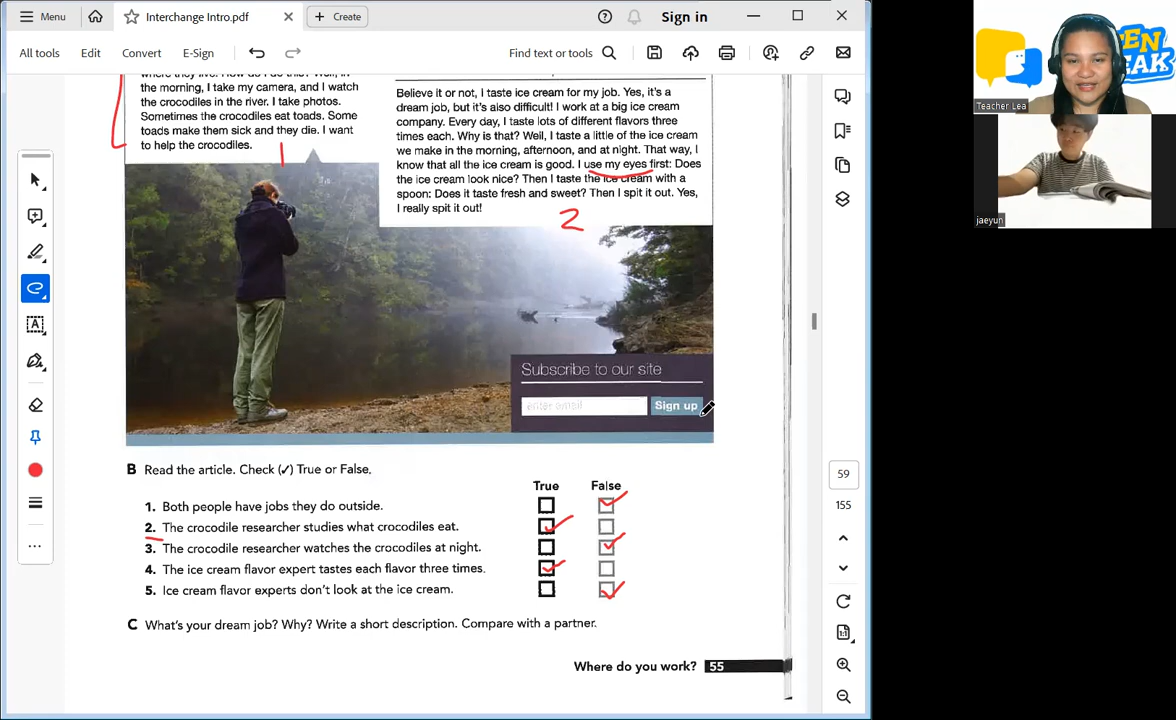 Menu
Interchange Intro.pdf
Create
Sign in
All tools
Edit
Convert
E-Sign
Find text or tools
the morning, I take my camera, and I watch
the crocodiles in the river. I take photos.
Sometimes the crocodiles eat toads. Some
toads make them sick and they die. I want
to help the crocodiles.
1
Believe it or not, I taste ice cream for my job. Yes, it's a
dream job, but it's also difficult! I work at a big ice cream
company. Every day, I taste lots of different flavors three
times each. Why is that? Well, I taste a little of the ice cream
we make in the morning, afternoon, and at night. That way, I
know that all the ice cream is good. I use my eyes first: Does
the ice cream look nice? Then I taste the ice cream with a
spoon: Does it taste fresh and sweet? Then I spit it out. Yes,
I really spit it out!
2
Subscribe to our site
enter email
Sign up
B Read the article. Check (✓) True or False.
True False
1. Both people have jobs they do outside.
2. The crocodile researcher studies what crocodiles eat.
3. The crocodile researcher watches the crocodiles at night.
4. The ice cream flavor expert tastes each flavor three times.
5. Ice cream flavor experts don't look at the ice cream.
C What's your dream job? Why? Write a short description. Compare with a partner.
Where do you work? 55
59
155
Teacher Lea
EAK
jaeyun